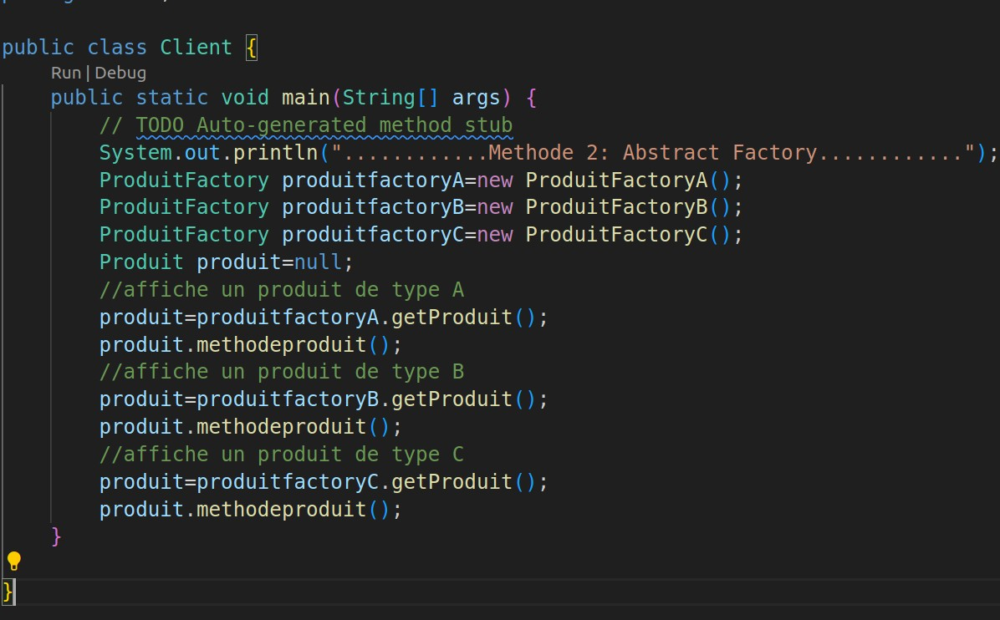 public class Client {
Run | Debug
public static void main(String[] args) {
// TODO Auto-generated method stub
System.out.println("............Methode 2: Abstract Factory............");
ProduitFactory produitfactoryA=new ProduitFactoryA();
ProduitFactory produitfactoryB=new ProduitFactoryB();
ProduitFactory produitfactoryC=new ProduitFactoryC();
Produit produit=null;
//affiche un produit de type A
produit=produitfactoryA.getProduit();
produit.methodeproduit();
//affiche un produit de type B
produit=produitfactoryB.getProduit();
produit.methodeproduit();
//affiche un produit de type C
produit=produitfactoryC.getProduit();
produit.methodeproduit();
}
}